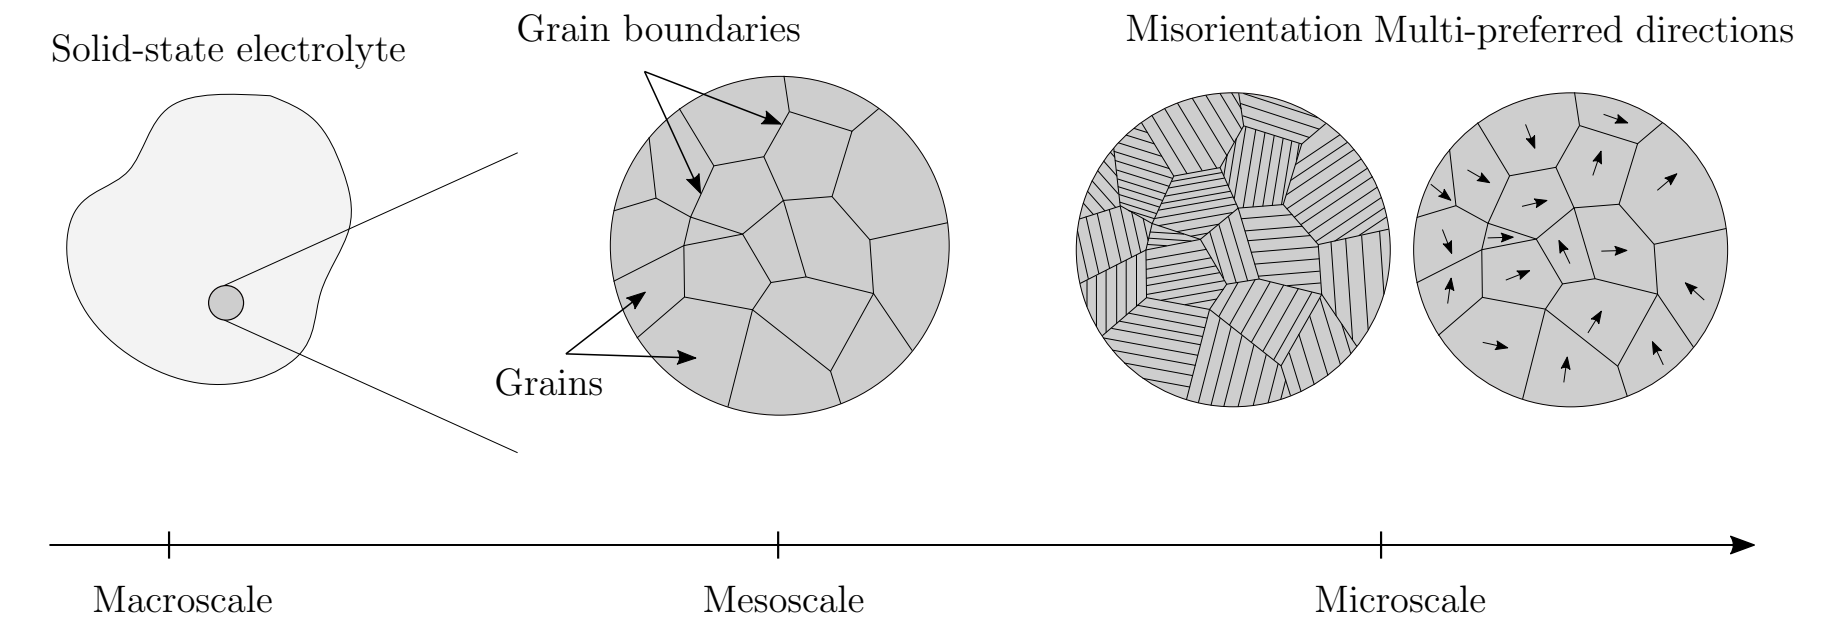 Solid-state electrolyte
Grain boundaries
Misorientation
Multi-preferred directions
Grains
Macroscale
Mesoscale
Microscale